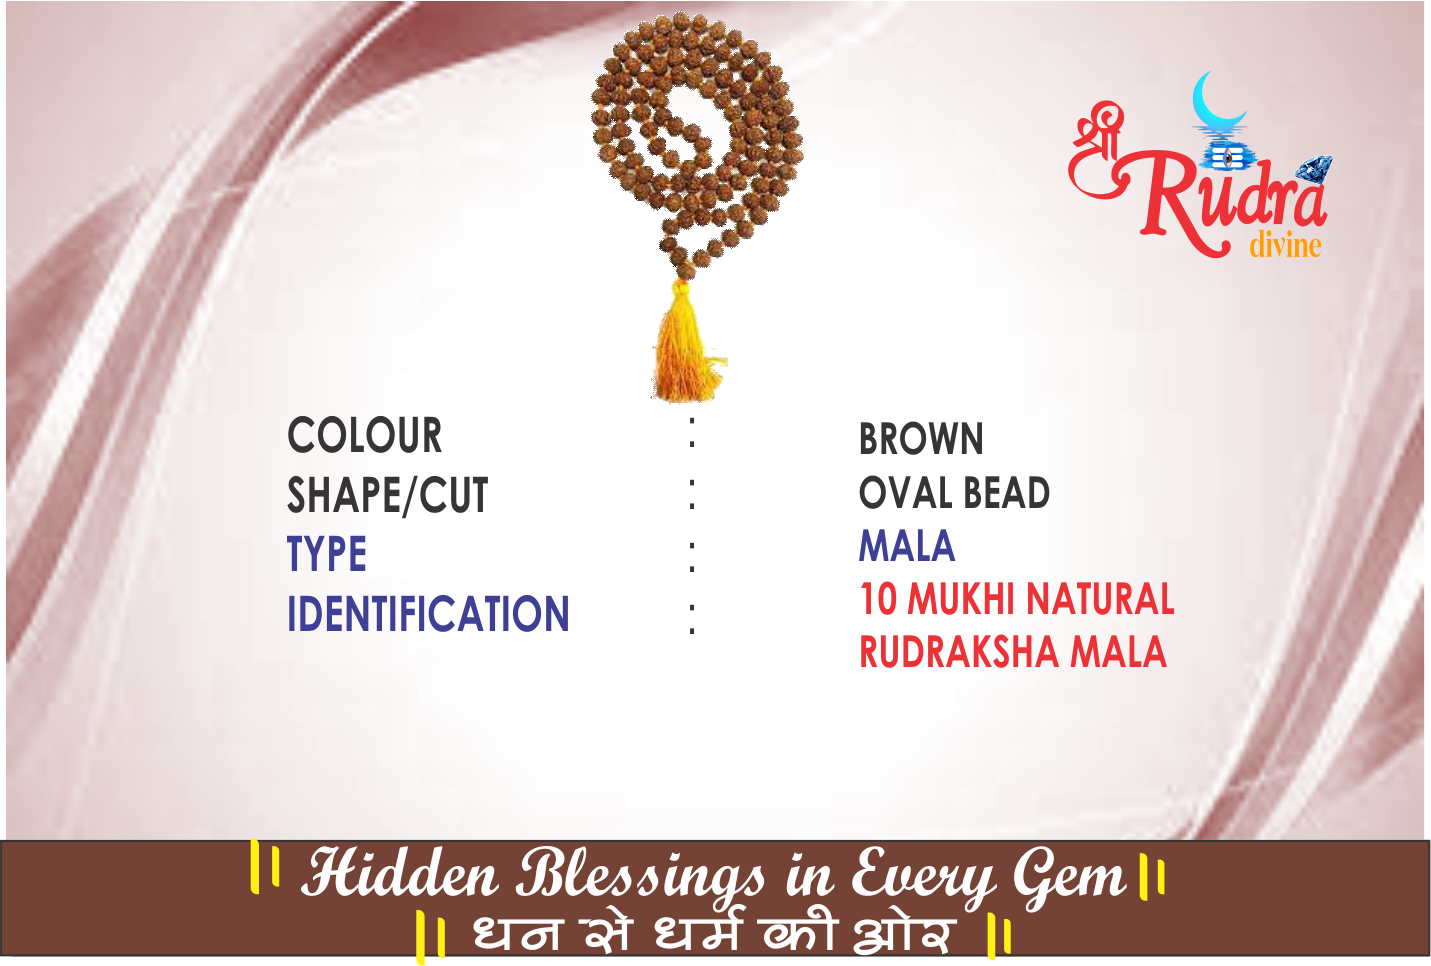 श्री
Rudra
divine
COLOUR : BROWN
SHAPE/CUT : OVAL BEAD
TYPE : MALA
IDENTIFICATION : 10 MUKHI NATURAL
RUDRAKSHA MALA
|| Hidden Blessings in Every Gem ||
|| धन से धर्म की ओर ||